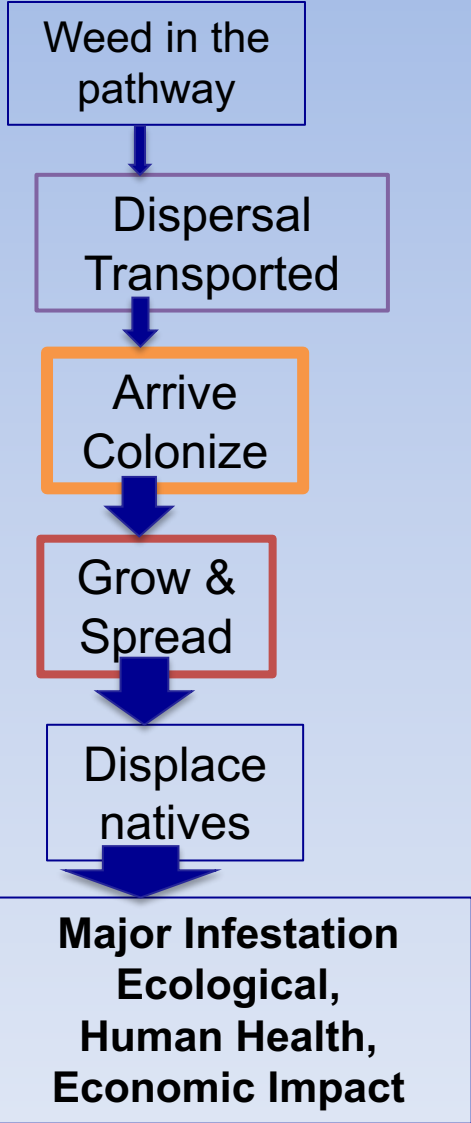 Weed in the
pathway
Dispersal
Transported
Arrive
Colonize
Grow &
Spread
Displace
natives
Major Infestation
Ecological,
Human Health,
Economic Impact